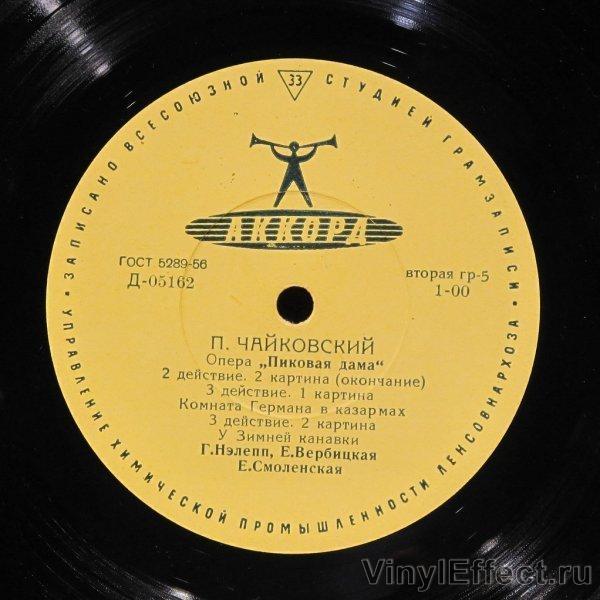 ЗАПИСАНО ВСЕСОЮЗНОЙ 33 СТУДИЕЙ ГРАМЗАПИСИ
АККОРД
ГОСТ 5289-56
Д-05162
вторая гр-5
1-00
П. ЧАЙКОВСКИЙ
Опера „Пиковая дама“
2 действие. 2 картина (окончание)
3 действие. 1 картина
Комната Германа в казармах
3 действие. 2 картина
У Зимней канавки
Г.Нэлепп, Е.Вербицкая
Е.Смоленская
УПРАВЛЕНИЕ ХИМИЧЕСКОЙ ПРОМЫШЛЕННОСТИ ЛЕНСОВНАРХОЗА
VinylEffect.ru